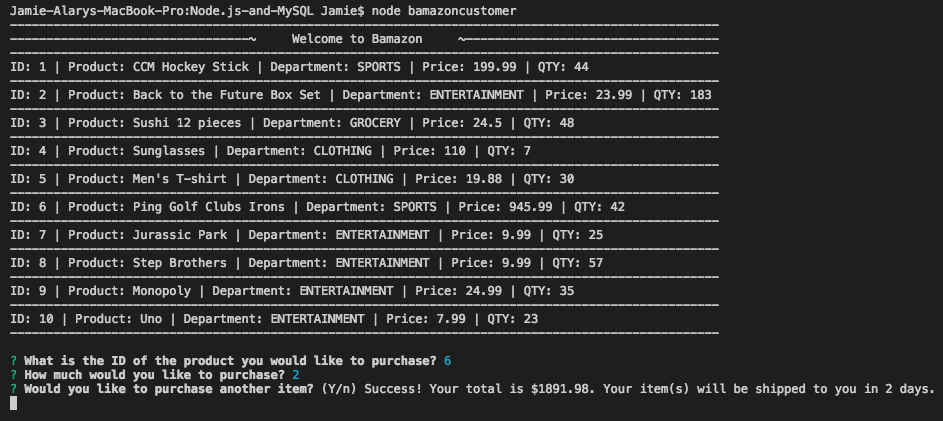 Jamie-Alarys-MacBook-Pro:Node.js-and-MySQL Jamie$ node bamazoncustomer
--------------------------------------------------------------------------------------------------
---------------------------------~     Welcome to Bamazon     ~-----------------------------------
--------------------------------------------------------------------------------------------------
ID: 1 | Product: CCM Hockey Stick | Department: SPORTS | Price: 199.99 | QTY: 44
--------------------------------------------------------------------------------------------------
ID: 2 | Product: Back to the Future Box Set | Department: ENTERTAINMENT | Price: 23.99 | QTY: 183
--------------------------------------------------------------------------------------------------
ID: 3 | Product: Sushi 12 pieces | Department: GROCERY | Price: 24.5 | QTY: 48
--------------------------------------------------------------------------------------------------
ID: 4 | Product: Sunglasses | Department: CLOTHING | Price: 110 | QTY: 7
--------------------------------------------------------------------------------------------------
ID: 5 | Product: Men's T-shirt | Department: CLOTHING | Price: 19.88 | QTY: 30
--------------------------------------------------------------------------------------------------
ID: 6 | Product: Ping Golf Clubs Irons | Department: SPORTS | Price: 945.99 | QTY: 42
--------------------------------------------------------------------------------------------------
ID: 7 | Product: Jurassic Park | Department: ENTERTAINMENT | Price: 9.99 | QTY: 25
--------------------------------------------------------------------------------------------------
ID: 8 | Product: Step Brothers | Department: ENTERTAINMENT | Price: 9.99 | QTY: 57
--------------------------------------------------------------------------------------------------
ID: 9 | Product: Monopoly | Department: ENTERTAINMENT | Price: 24.99 | QTY: 35
--------------------------------------------------------------------------------------------------
ID: 10 | Product: Uno | Department: ENTERTAINMENT | Price: 7.99 | QTY: 23
--------------------------------------------------------------------------------------------------
? What is the ID of the product you would like to purchase? 6
? How much would you like to purchase? 2
? Would you like to purchase another item? (Y/n) Success! Your total is $1891.98. Your item(s) will be shipped to you in 2 days.